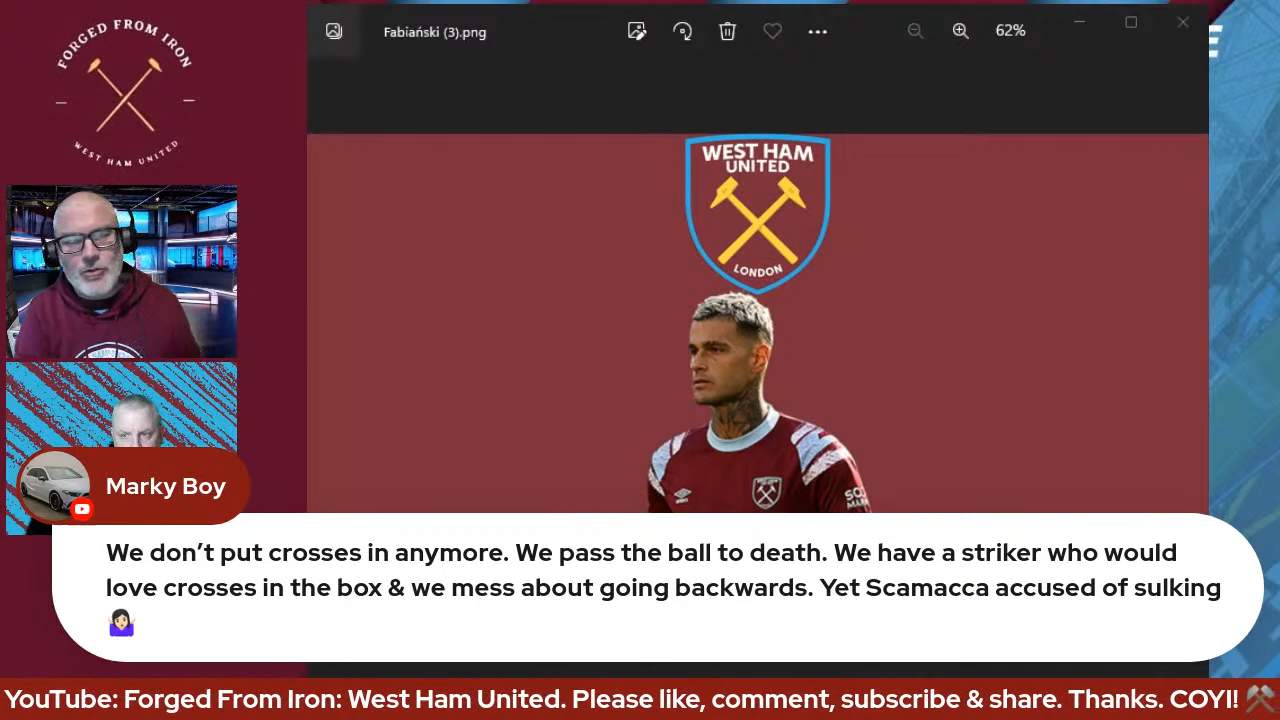 FORGED FROM IRON
WEST HAM UNITED
Fabiański (3).png
62%
WEST HAM
UNITED
LONDON
Marky Boy
We don’t put crosses in anymore. We pass the ball to death. We have a striker who would
love crosses in the box & we mess about going backwards. Yet Scamacca accused of sulking
🤷🏻‍♀️
YouTube: Forged From Iron: West Ham United. Please like, comment, subscribe & share. Thanks. COYI! ⚒️